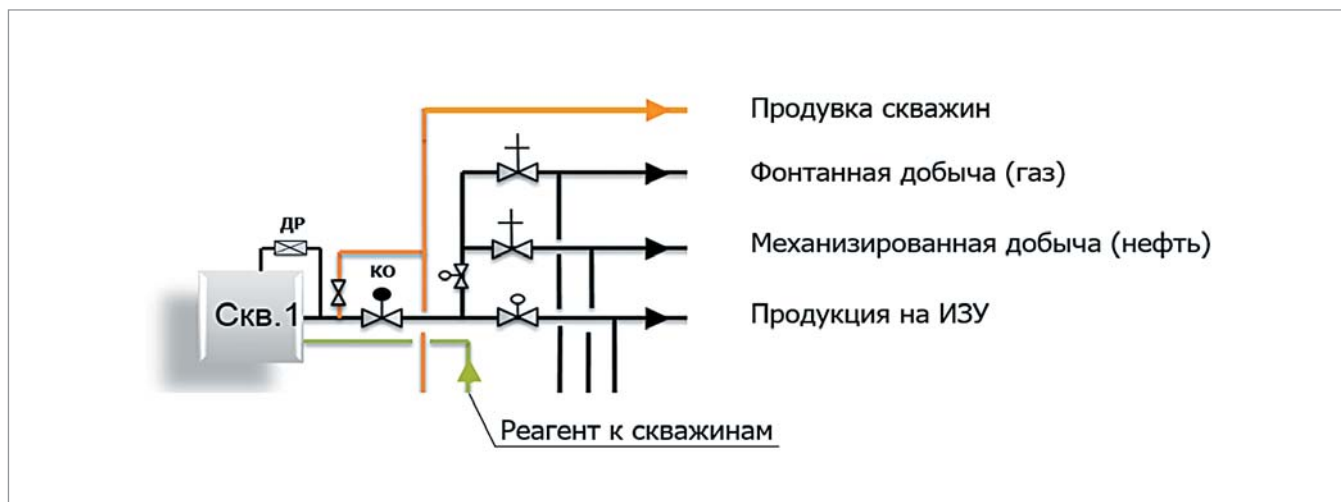 Продувка скважин
Фонтанная добыча (газ)
ДР
Механизированная добыча (нефть)
КО
Скв.1
Продукция на ИЗУ
Реагент к скважинам